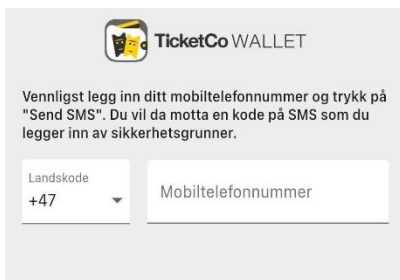 TicketCo WALLET
Vennligst legg inn ditt mobiltelefonnummer og trykk på
"Send SMS". Du vil da motta en kode på SMS som du
legger inn av sikkerhetsgrunner.
Landskode
+47
Mobiltelefonnummer